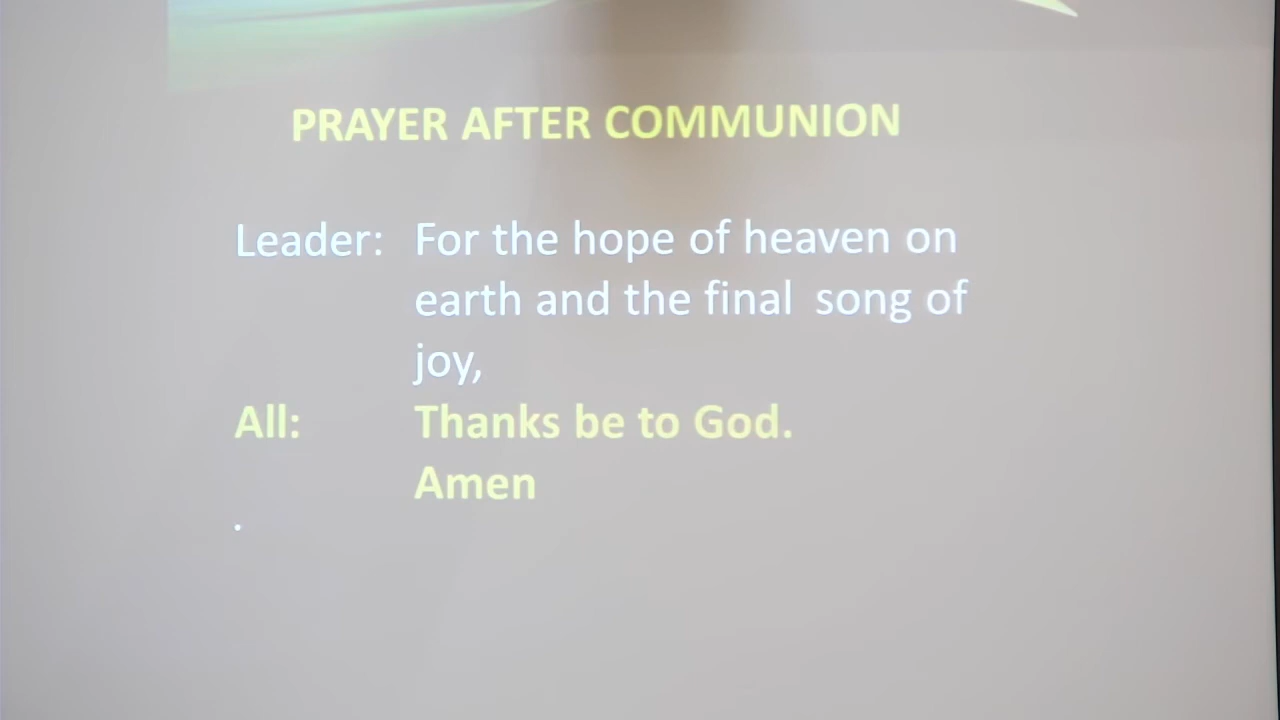 PRAYER AFTER COMMUNION
Leader: For the hope of heaven on
earth and the final song of
joy,
All: Thanks be to God.
Amen
.